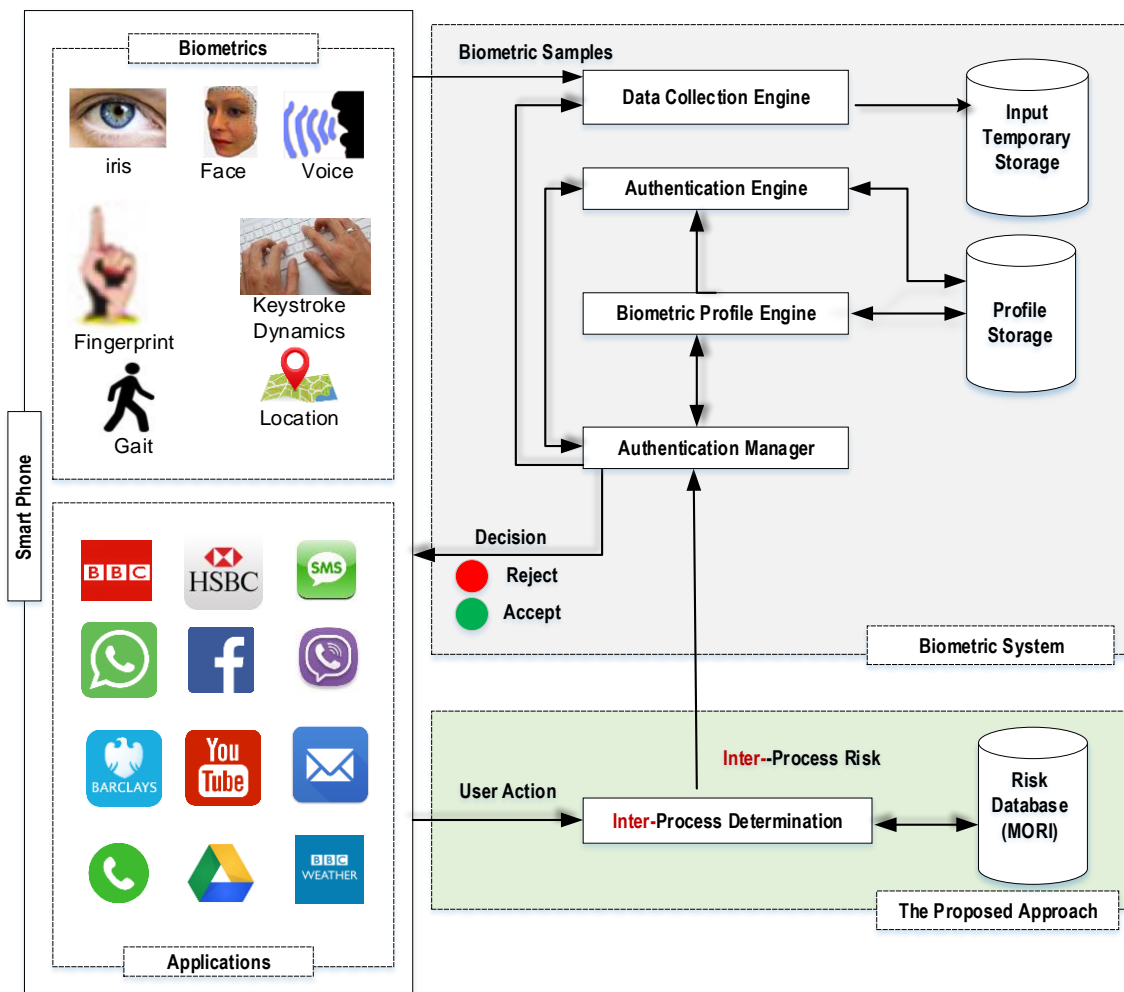 Smart Phone
Biometrics
iris
Face
Voice
Fingerprint
Keystroke
Dynamics
Gait
Location
BBC
HSBC
SMS
f
BARCLAYS
You
Tube
BBC
WEATHER
Applications
Biometric Samples
Data Collection Engine
Input
Temporary
Storage
Authentication Engine
Biometric Profile Engine
Profile
Storage
Authentication Manager
Decision
Reject
Accept
Biometric System
Inter--Process Risk
User Action
Inter-Process Determination
Risk
Database
(MORI)
The Proposed Approach